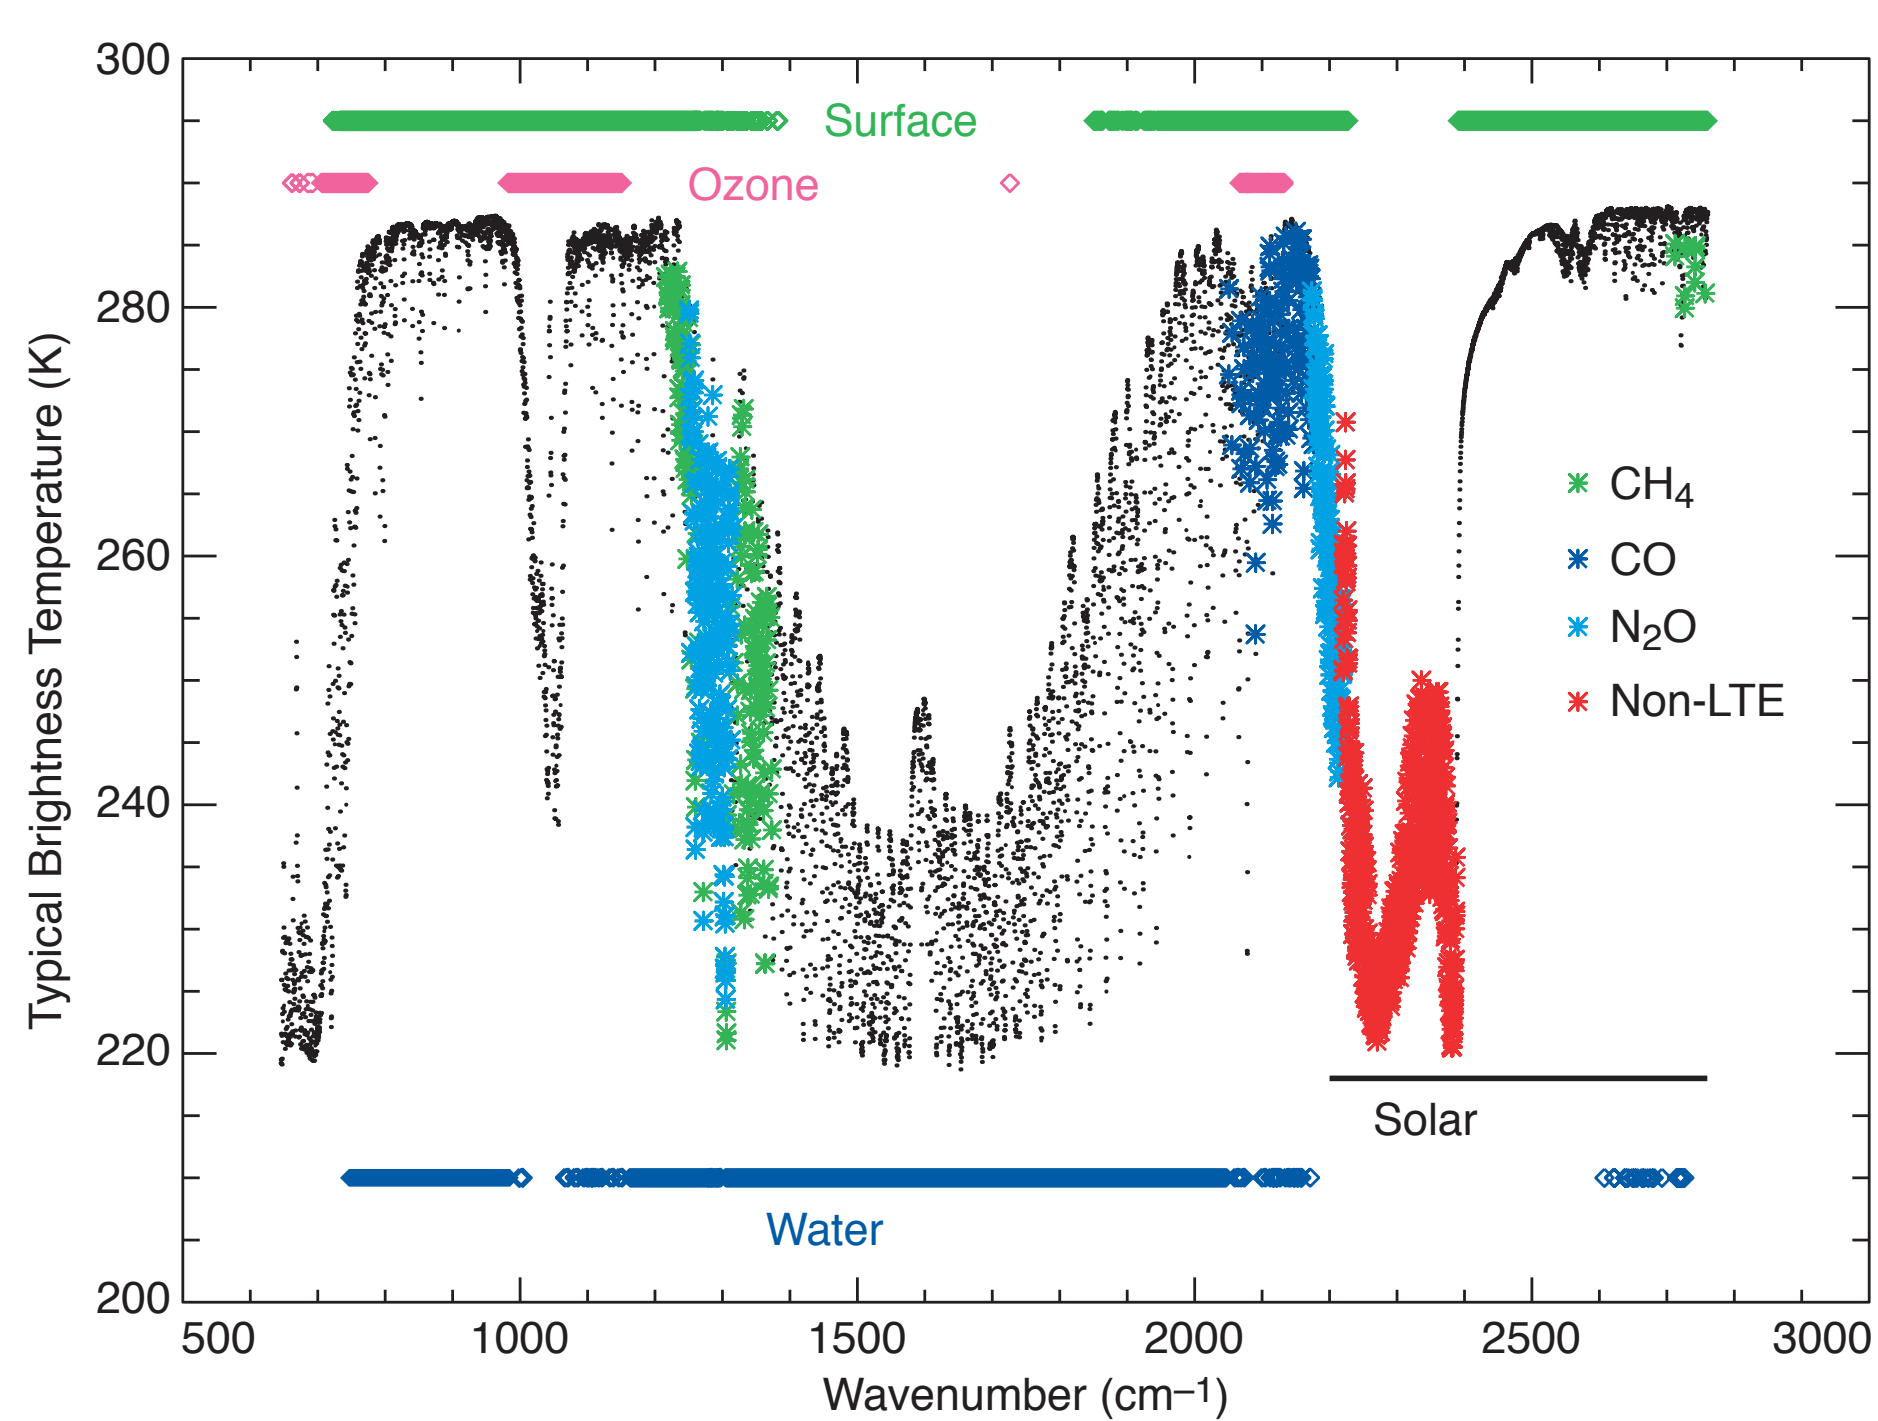 300
280
260
240
220
200
Typical Brightness Temperature (K)
Surface
Ozone
CH4
CO
N2O
Non-LTE
Solar
Water
500 1000 1500 2000 2500 3000
Wavenumber (cm–1)